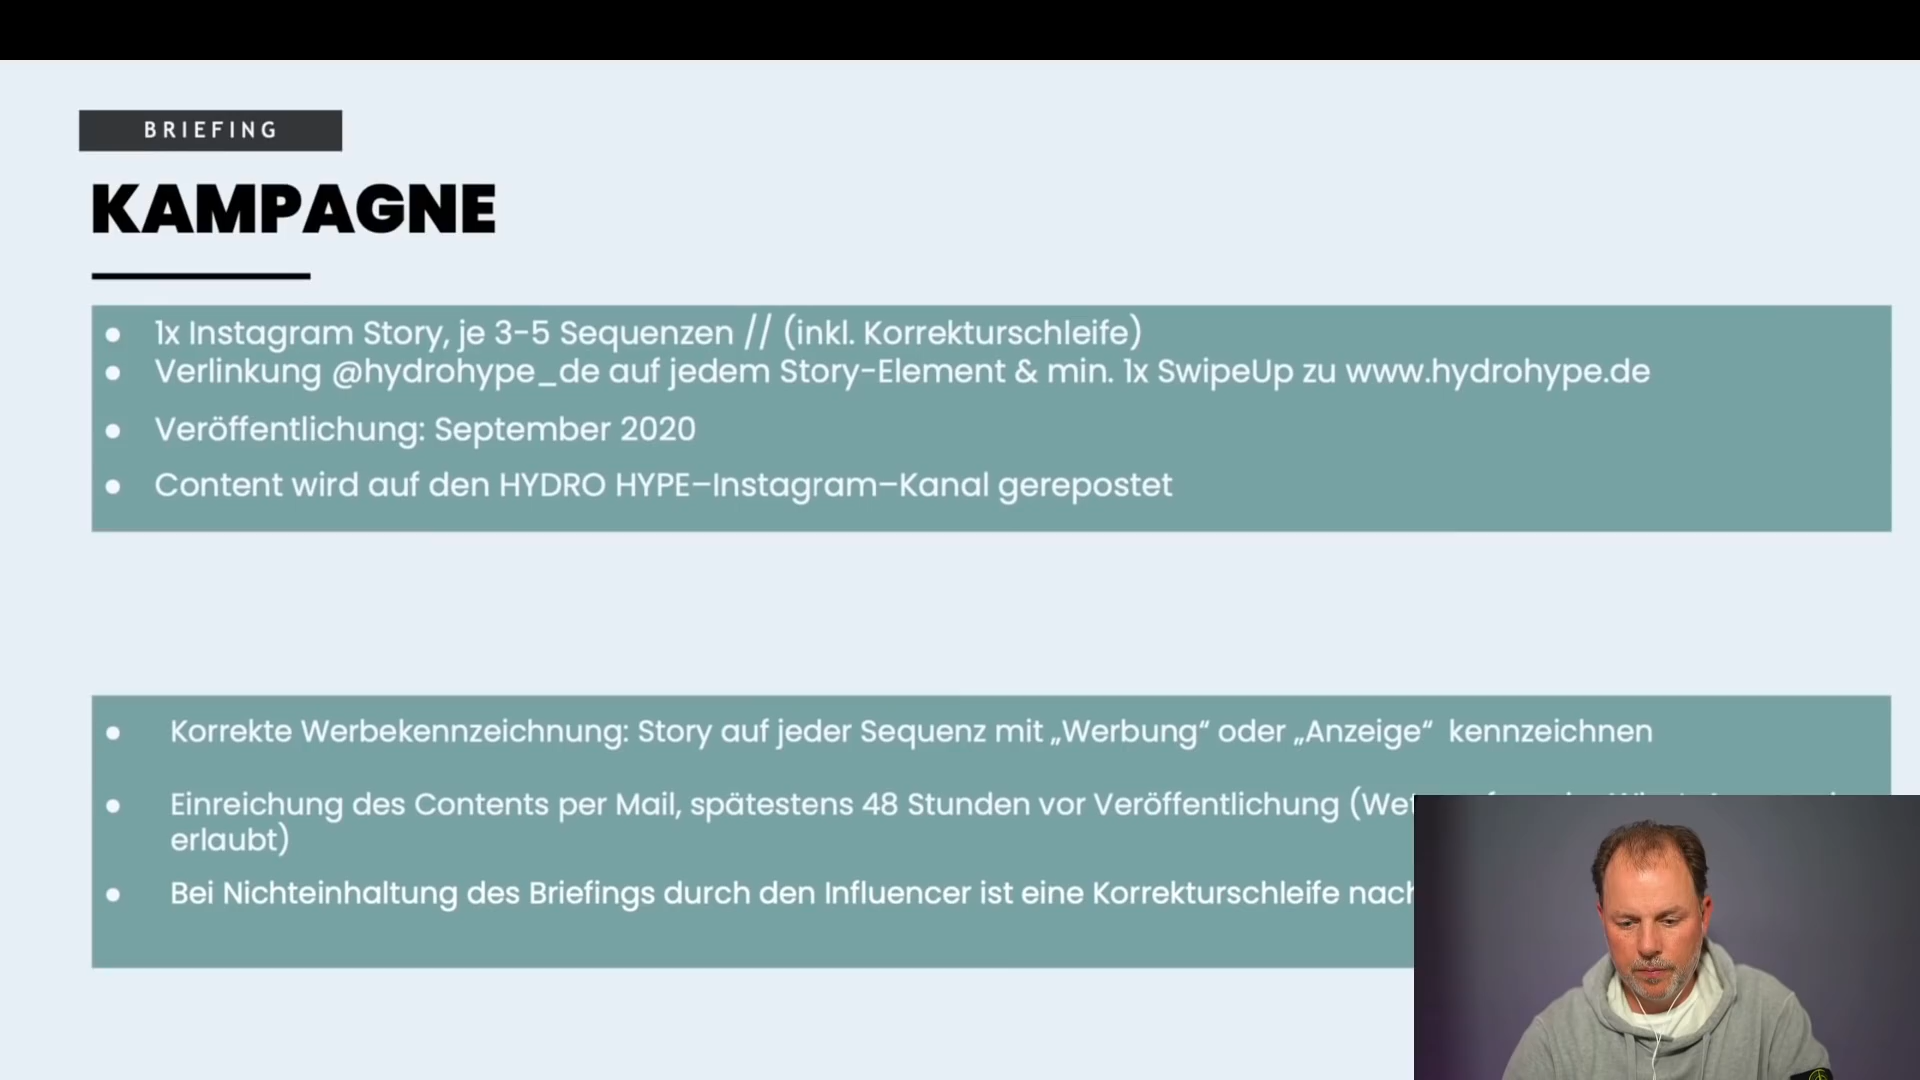 BRIEFING
KAMPAGNE
● 1x Instagram Story, je 3-5 Sequenzen // (inkl. Korrekturschleife)
● Verlinkung @hydrohype_de auf jedem Story-Element & min. 1x SwipeUp zu www.hydrohype.de
● Veröffentlichung: September 2020
● Content wird auf den HYDRO HYPE–Instagram–Kanal gerepostet
● Korrekte Werbekennzeichnung: Story auf jeder Sequenz mit „Werbung“ oder „Anzeige“ kennzeichnen
● Einreichung des Contents per Mail, spätestens 48 Stunden vor Veröffentlichung
erlaubt)
● Bei Nichteinhaltung des Briefings durch den Influencer ist eine Korrekturschleife